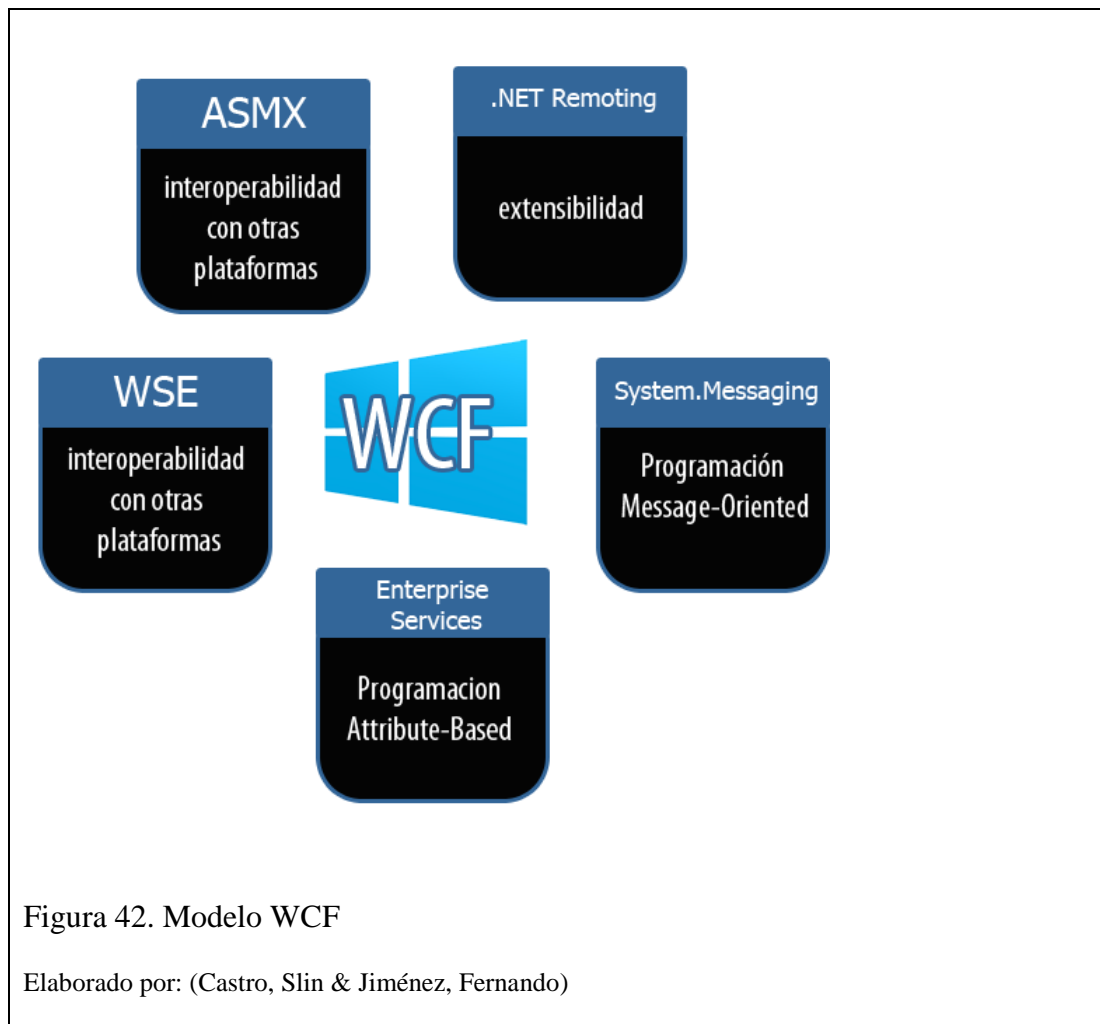 ASMX
interoperabilidad
con otras
plataformas
.NET Remoting
extensibilidad
WSE
interoperabilidad
con otras
plataformas
WCF
System.Messaging
Programación
Message-Oriented
Enterprise
Services
Programacion
Attribute-Based
Figura 42. Modelo WCF
Elaborado por: (Castro, Slin & Jiménez, Fernando)